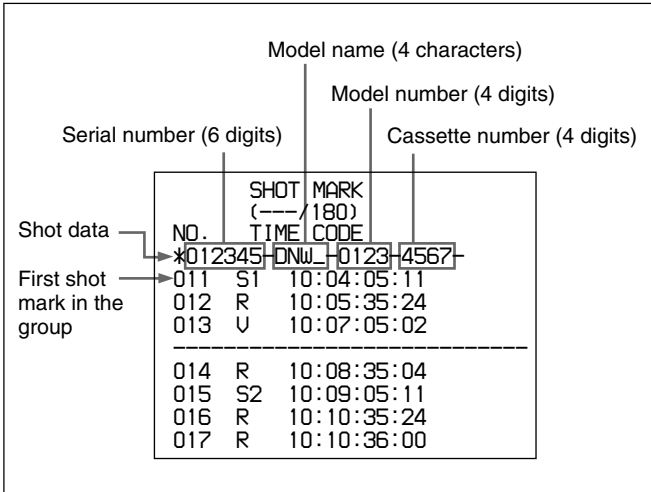 Model name (4 characters)
Model number (4 digits)
Serial number (6 digits)
Cassette number (4 digits)
SHOT MARK
(---/180)
NO. TIME CODE
Shot data
*012345-DNW_-0123-4567-
First shot mark in the group
011 S1 10:04:05:11
012 R 10:05:35:24
013 V 10:07:05:02
----------------------------
014 R 10:08:35:04
015 S2 10:09:05:11
016 R 10:10:35:24
017 R 10:10:36:00